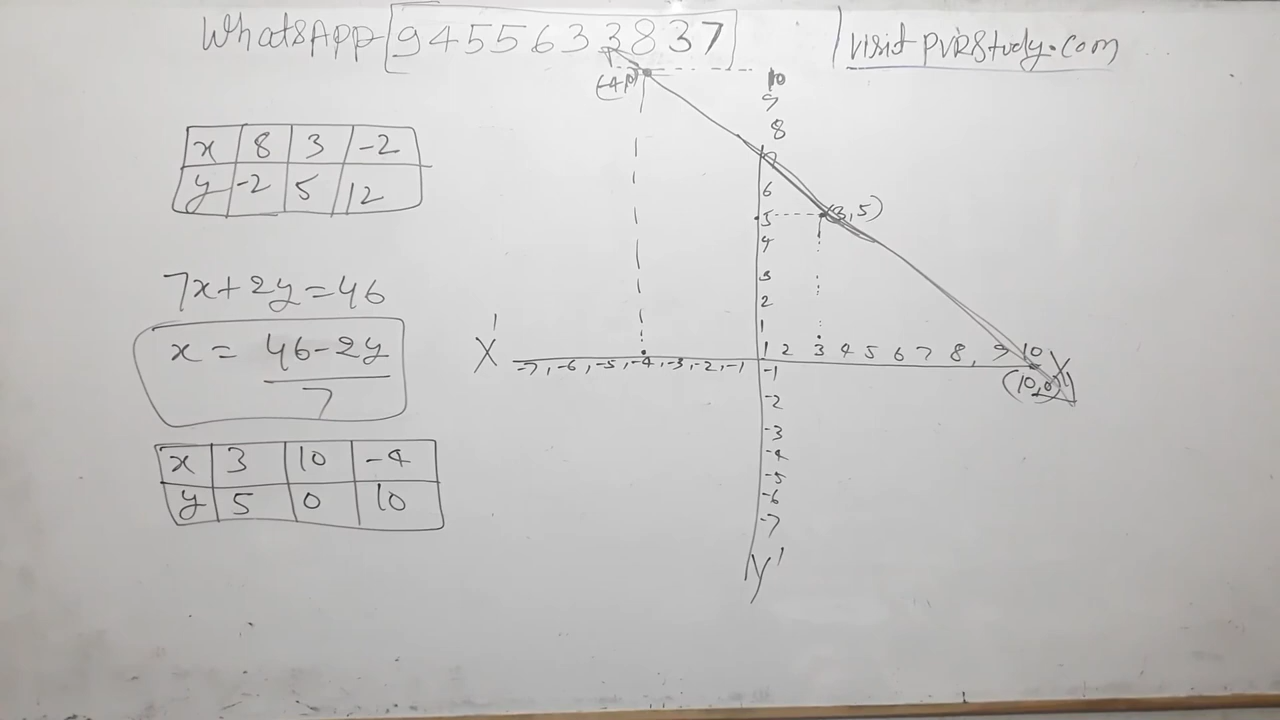 WhatsApp 9455633837
visit pvRStudy.com
x 8 3 -2
y -2 5 12
7x+2y=46
x = 46-2y
7
x 3 10 -4
y 5 0 10
10
9
8
7
6
5 (3,5)
4
3
2
1
X' -7, -6, -5, -4, -3, -2, -1 1 2 3 4 5 6 7 8, 9 10 X
(10,0)
-1
-2
-3
-4
-5
-6
-7
Y'